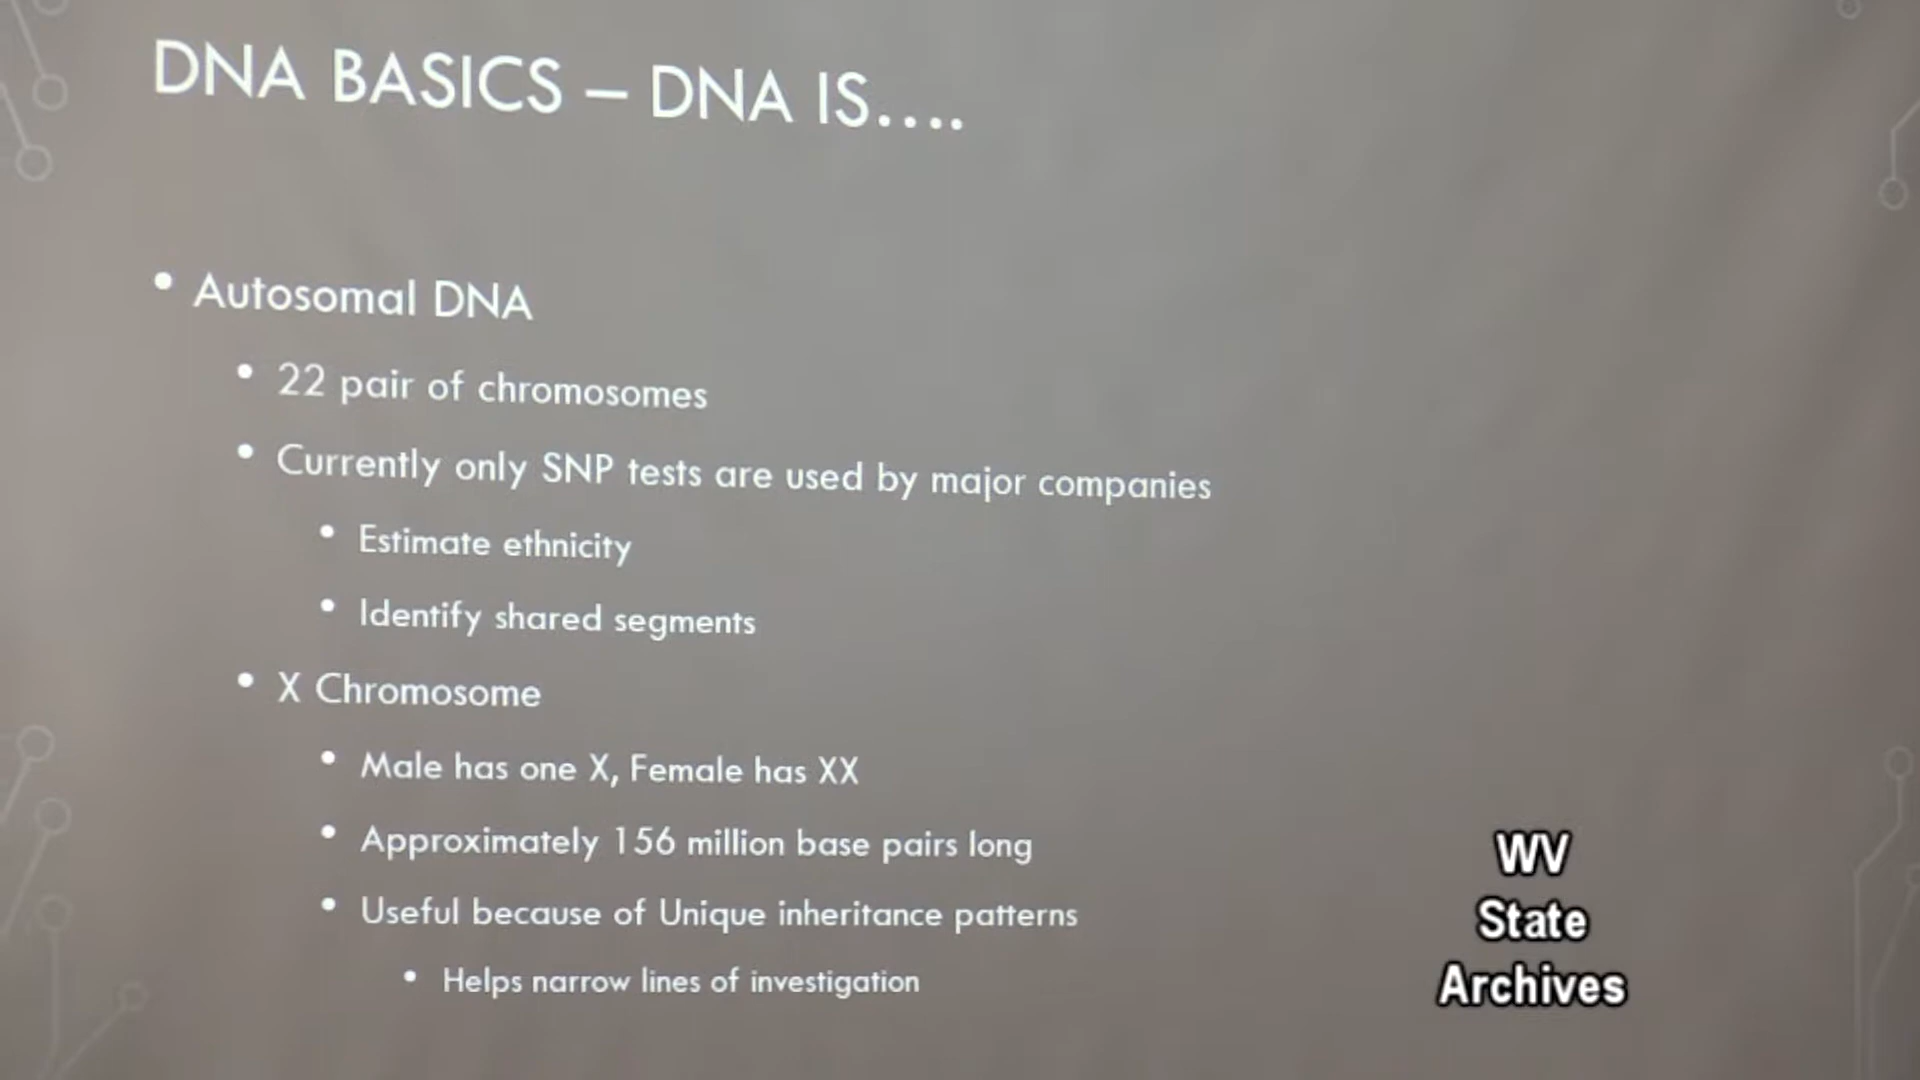 DNA BASICS – DNA IS....
• Autosomal DNA
• 22 pair of chromosomes
• Currently only SNP tests are used by major companies
• Estimate ethnicity
• Identify shared segments
• X Chromosome
• Male has one X, Female has XX
• Approximately 156 million base pairs long
• Useful because of Unique inheritance patterns
• Helps narrow lines of investigation
WV
State
Archives